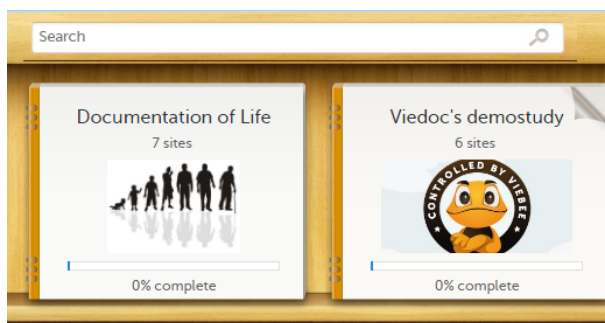 Search
Documentation of Life
7 sites
0% complete
Viedoc's demostudy
6 sites
CONTROLLED BY VIEBEE
0% complete